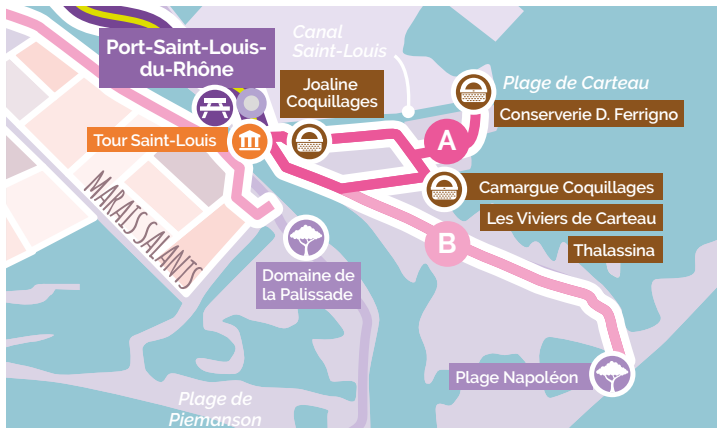 Port-Saint-Louis-
du-Rhône
Canal
Saint-Louis
Joaline
Coquillages
Plage de Carteau
Conserverie D. Ferrigno
Tour Saint-Louis
A
MARAIS SALANTS
Camargue Coquillages
Les Viviers de Carteau
Thalassina
B
Domaine de
la Palissade
Plage Napoléon
Plage de
Piemanson